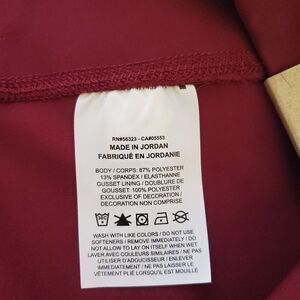 RN#56323 - CA#05553
MADE IN JORDAN
FABRIQUÉ EN JORDANIE
BODY / CORPS: 87% POLYESTER
13% SPANDEX / ELASTHANNE
GUSSET LINING / DOUBLURE DE
GOUSSET: 100% POLYESTER
EXCLUSIVE OF DECORATION /
DECORATION NON COMPRISE
WASH WITH LIKE COLORS / DO NOT USE
SOFTENERS / REMOVE IMMEDIATELY / DO
NOT ALLOW TO LAY ON ITSELF WHEN WET
LAVER AVEC COULEURS SIMILAIRES / NE PAS
UTILISER D'ADOUCISSEUR / ENLEVER
IMMÉDIATEMENT / NE PAS LAISSER LE
VÊTEMENT PLIÉ LORSQU'IL EST MOUILLÉ